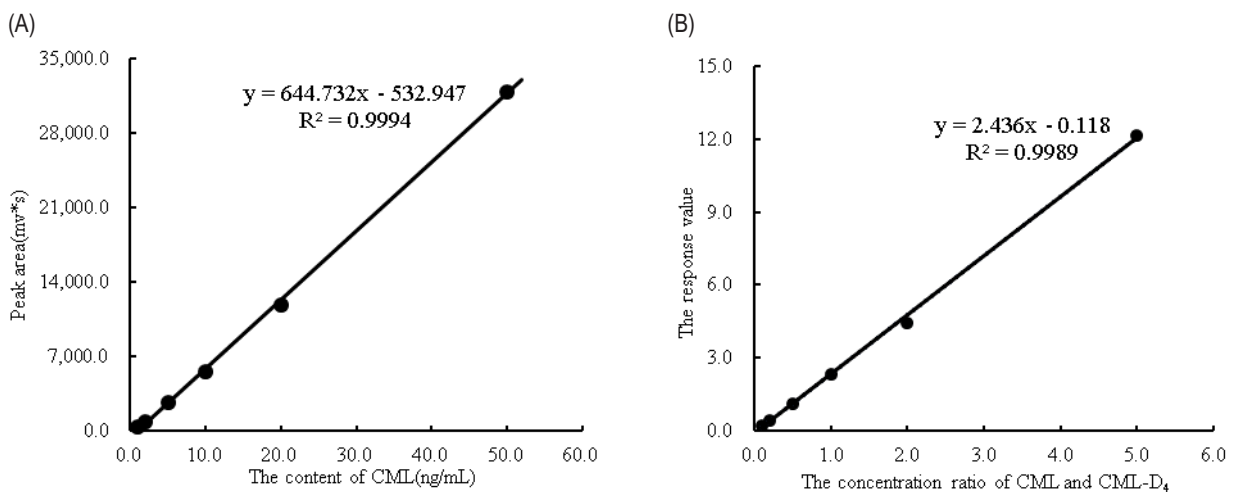 (A)
35,000.0
28,000.0
21,000.0
14,000.0
7,000.0
0.0
Peak area(mv*s)
y = 644.732x - 532.947
R² = 0.9994
0.0 10.0 20.0 30.0 40.0 50.0 60.0
The content of CML(ng/mL)
(B)
15.0
12.0
9.0
6.0
3.0
0.0
The response value
y = 2.436x - 0.118
R² = 0.9989
0.0 1.0 2.0 3.0 4.0 5.0 6.0
The concentration ratio of CML and CML-D₄